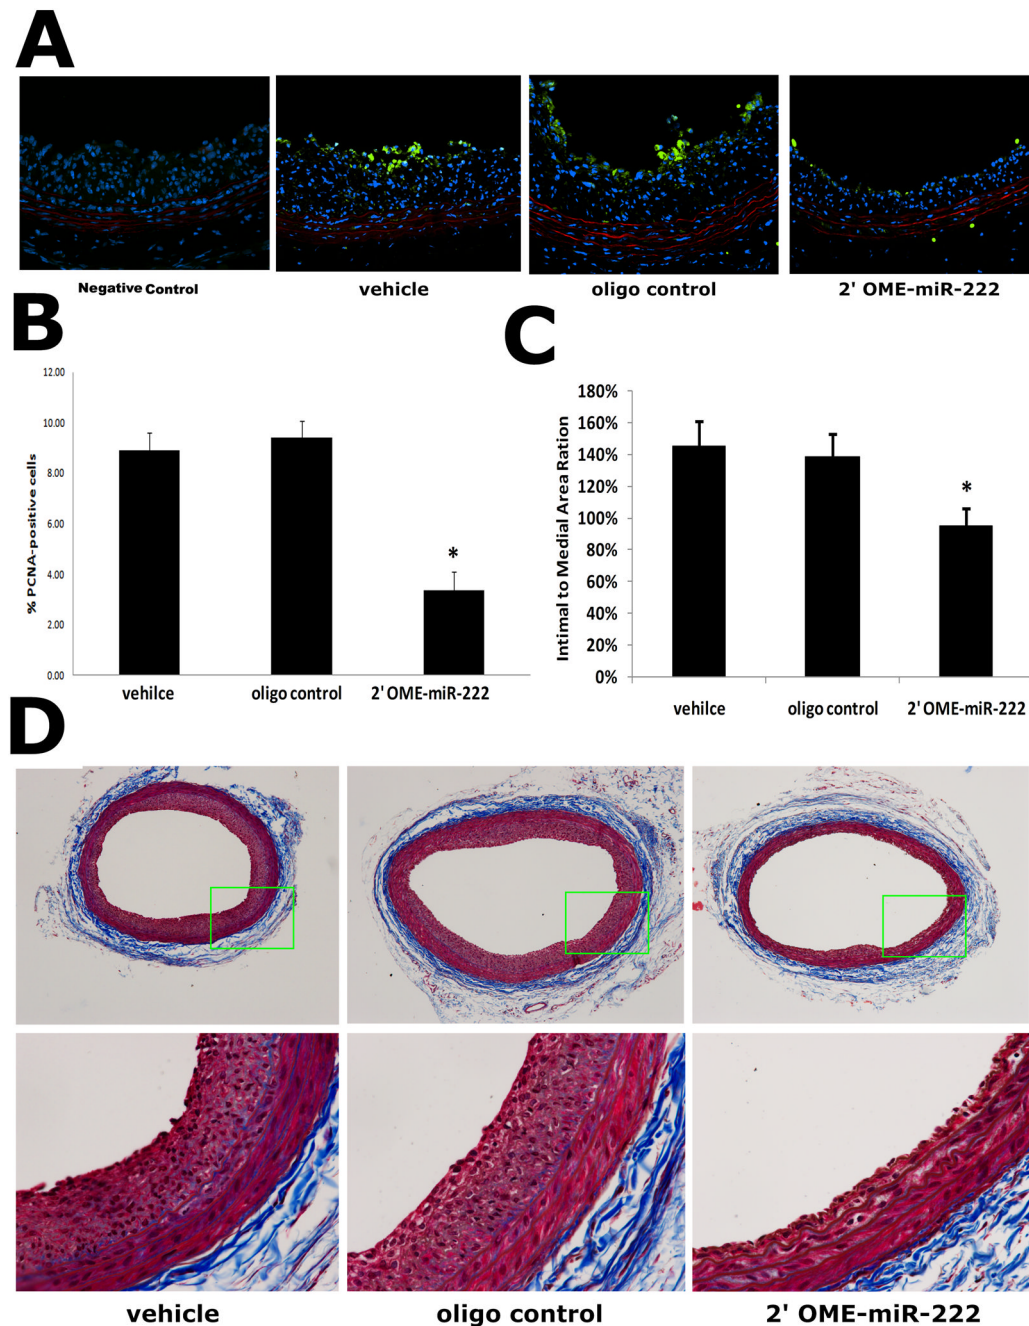 A
Negative Control
vehicle
oligo control
2' OME-miR-222
B
% PCNA-positive cells
12.00
10.00
8.00
6.00
4.00
2.00
0.00
*
vehilce
oligo control
2' OME-miR-222
C
Intimal to Medial Area Ration
180%
160%
140%
120%
100%
80%
60%
40%
20%
0%
*
vehilce
oligo control
2' OME-miR-222
D
vehicle
oligo control
2' OME-miR-222